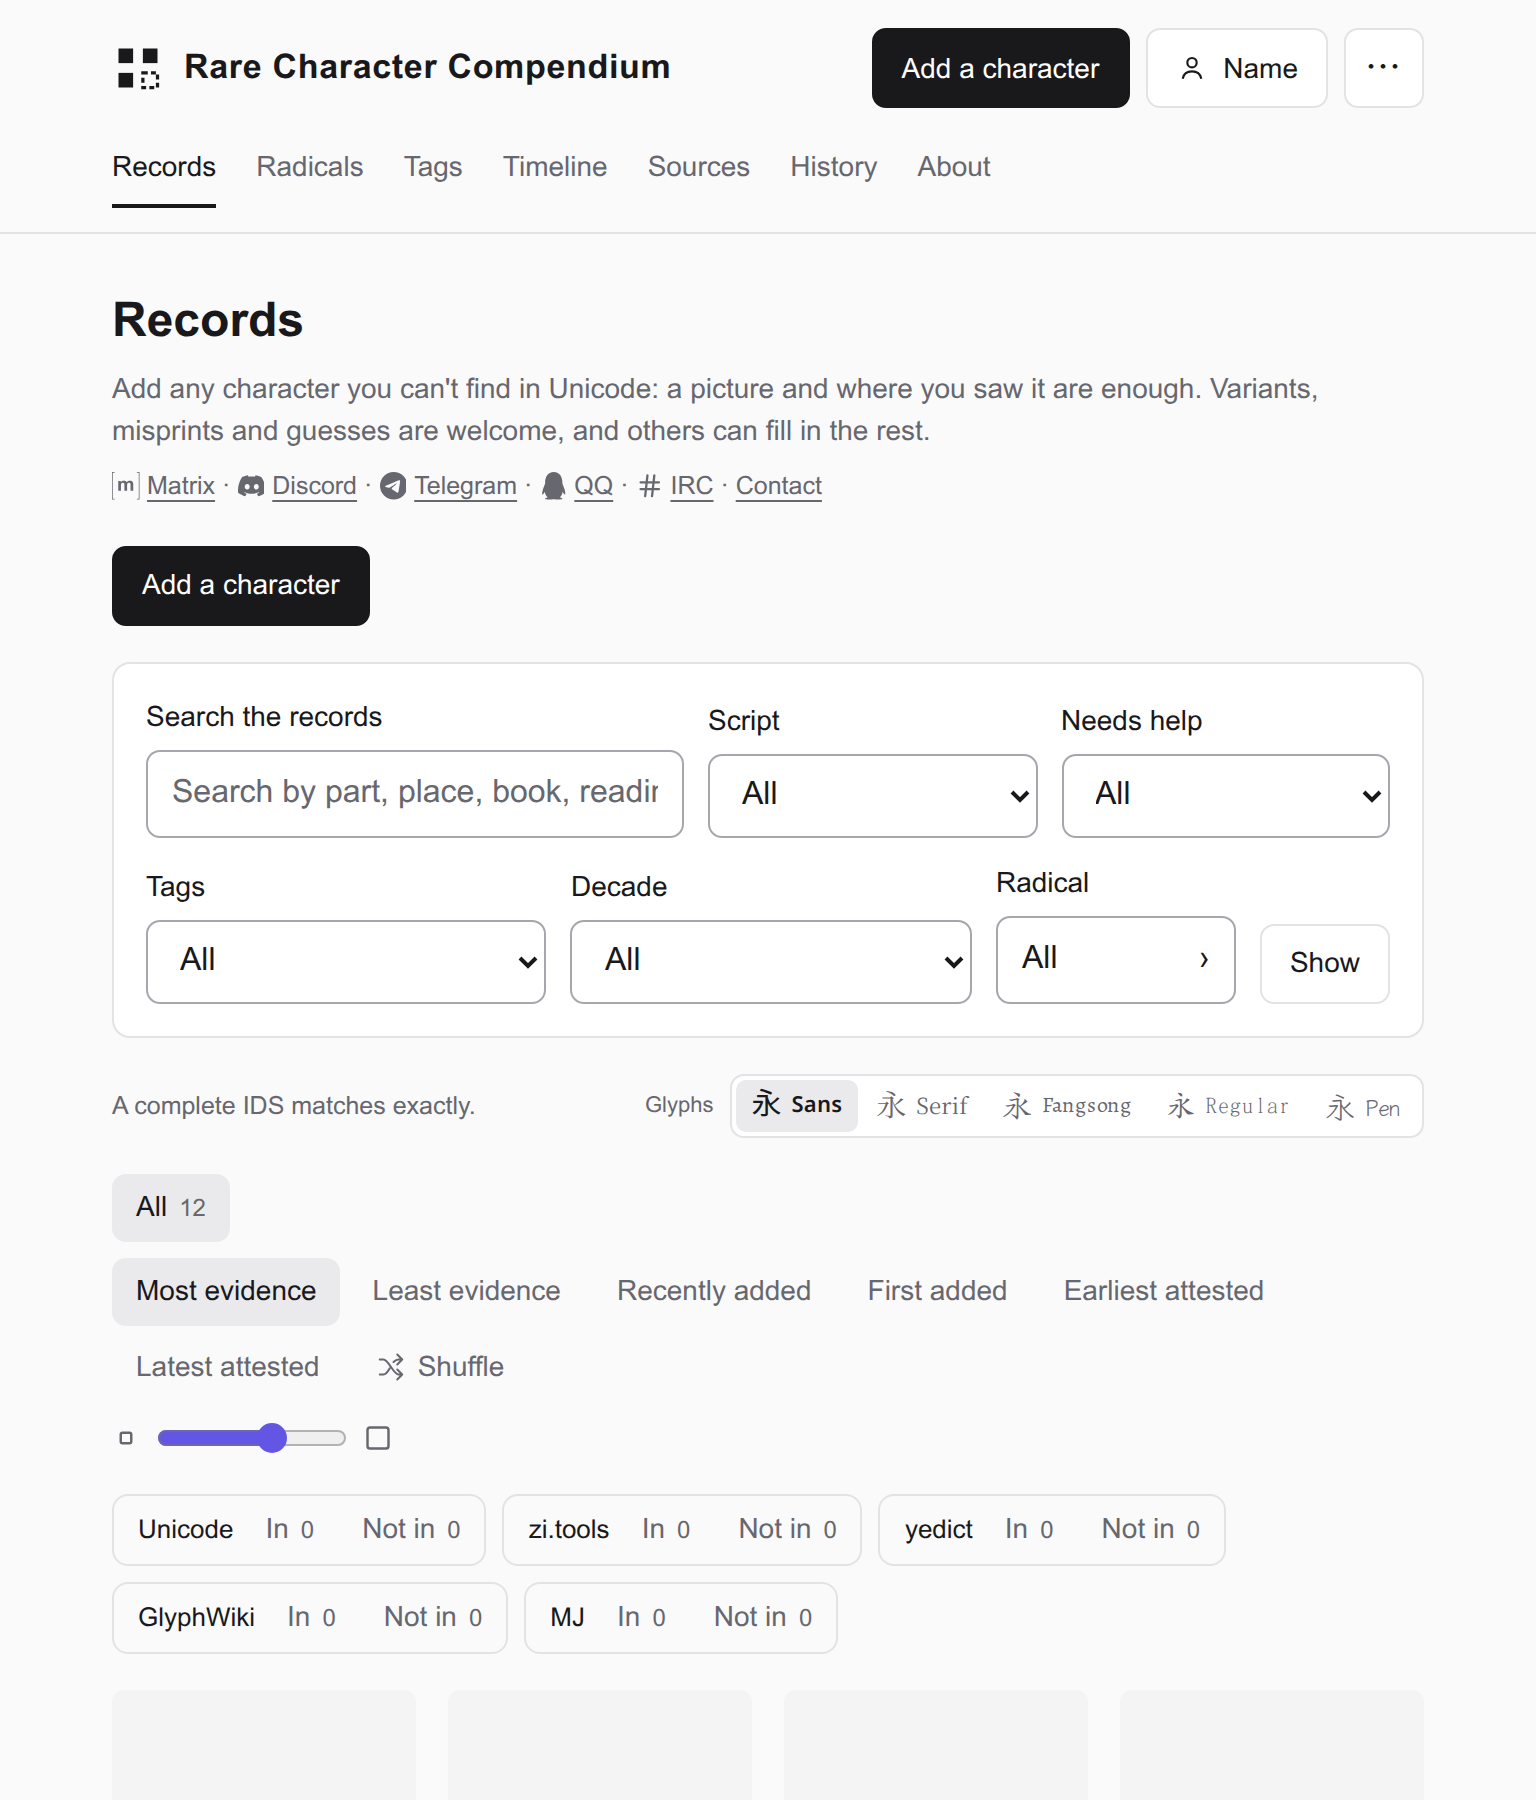 Rare Character Compendium
Add a character
Name
···
Records Radicals Tags Timeline Sources History About
Records
Add any character you can't find in Unicode: a picture and where you saw it are enough. Variants,
misprints and guesses are welcome, and others can fill in the rest.
[m] Matrix · Discord · Telegram · QQ · # IRC · Contact
Add a character
Search the records
Script
Needs help
Search by part, place, book, readin
All
All
Tags
Decade
Radical
All
All
All ›
Show
A complete IDS matches exactly.
Glyphs 永 Sans 永 Serif 永 Fangsong 永 Regular 永 Pen
All 12
Most evidence Least evidence Recently added First added Earliest attested
Latest attested Shuffle
Unicode In 0 Not in 0 zi.tools In 0 Not in 0 yedict In 0 Not in 0
GlyphWiki In 0 Not in 0 MJ In 0 Not in 0